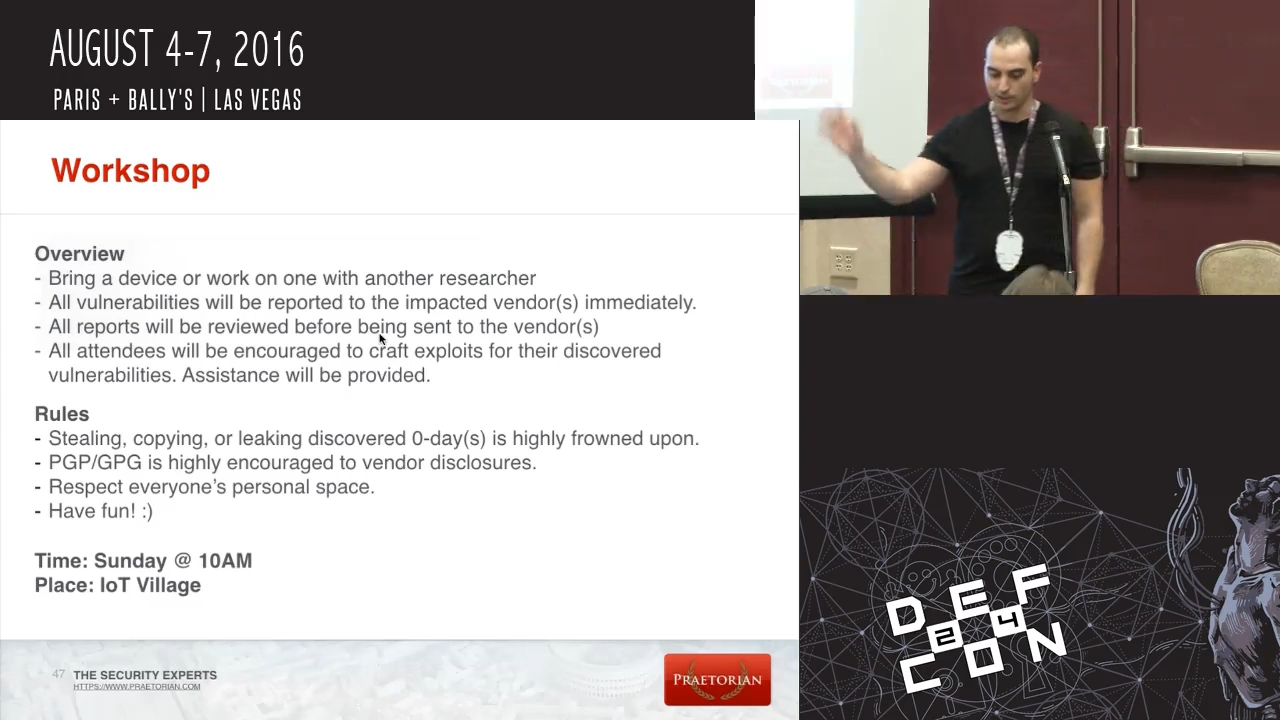 AUGUST 4-7, 2016
PARIS + BALLY'S | LAS VEGAS
Workshop
Overview
- Bring a device or work on one with another researcher
- All vulnerabilities will be reported to the impacted vendor(s) immediately.
- All reports will be reviewed before being sent to the vendor(s)
- All attendees will be encouraged to craft exploits for their discovered
vulnerabilities. Assistance will be provided.
Rules
- Stealing, copying, or leaking discovered 0-day(s) is highly frowned upon.
- PGP/GPG is highly encouraged to vendor disclosures.
- Respect everyone's personal space.
- Have fun! :)
Time: Sunday @ 10AM
Place: IoT Village
47 THE SECURITY EXPERTS
HTTPS://WWW.PRAETORIAN.COM
PRAETORIAN
DEF
24
CON